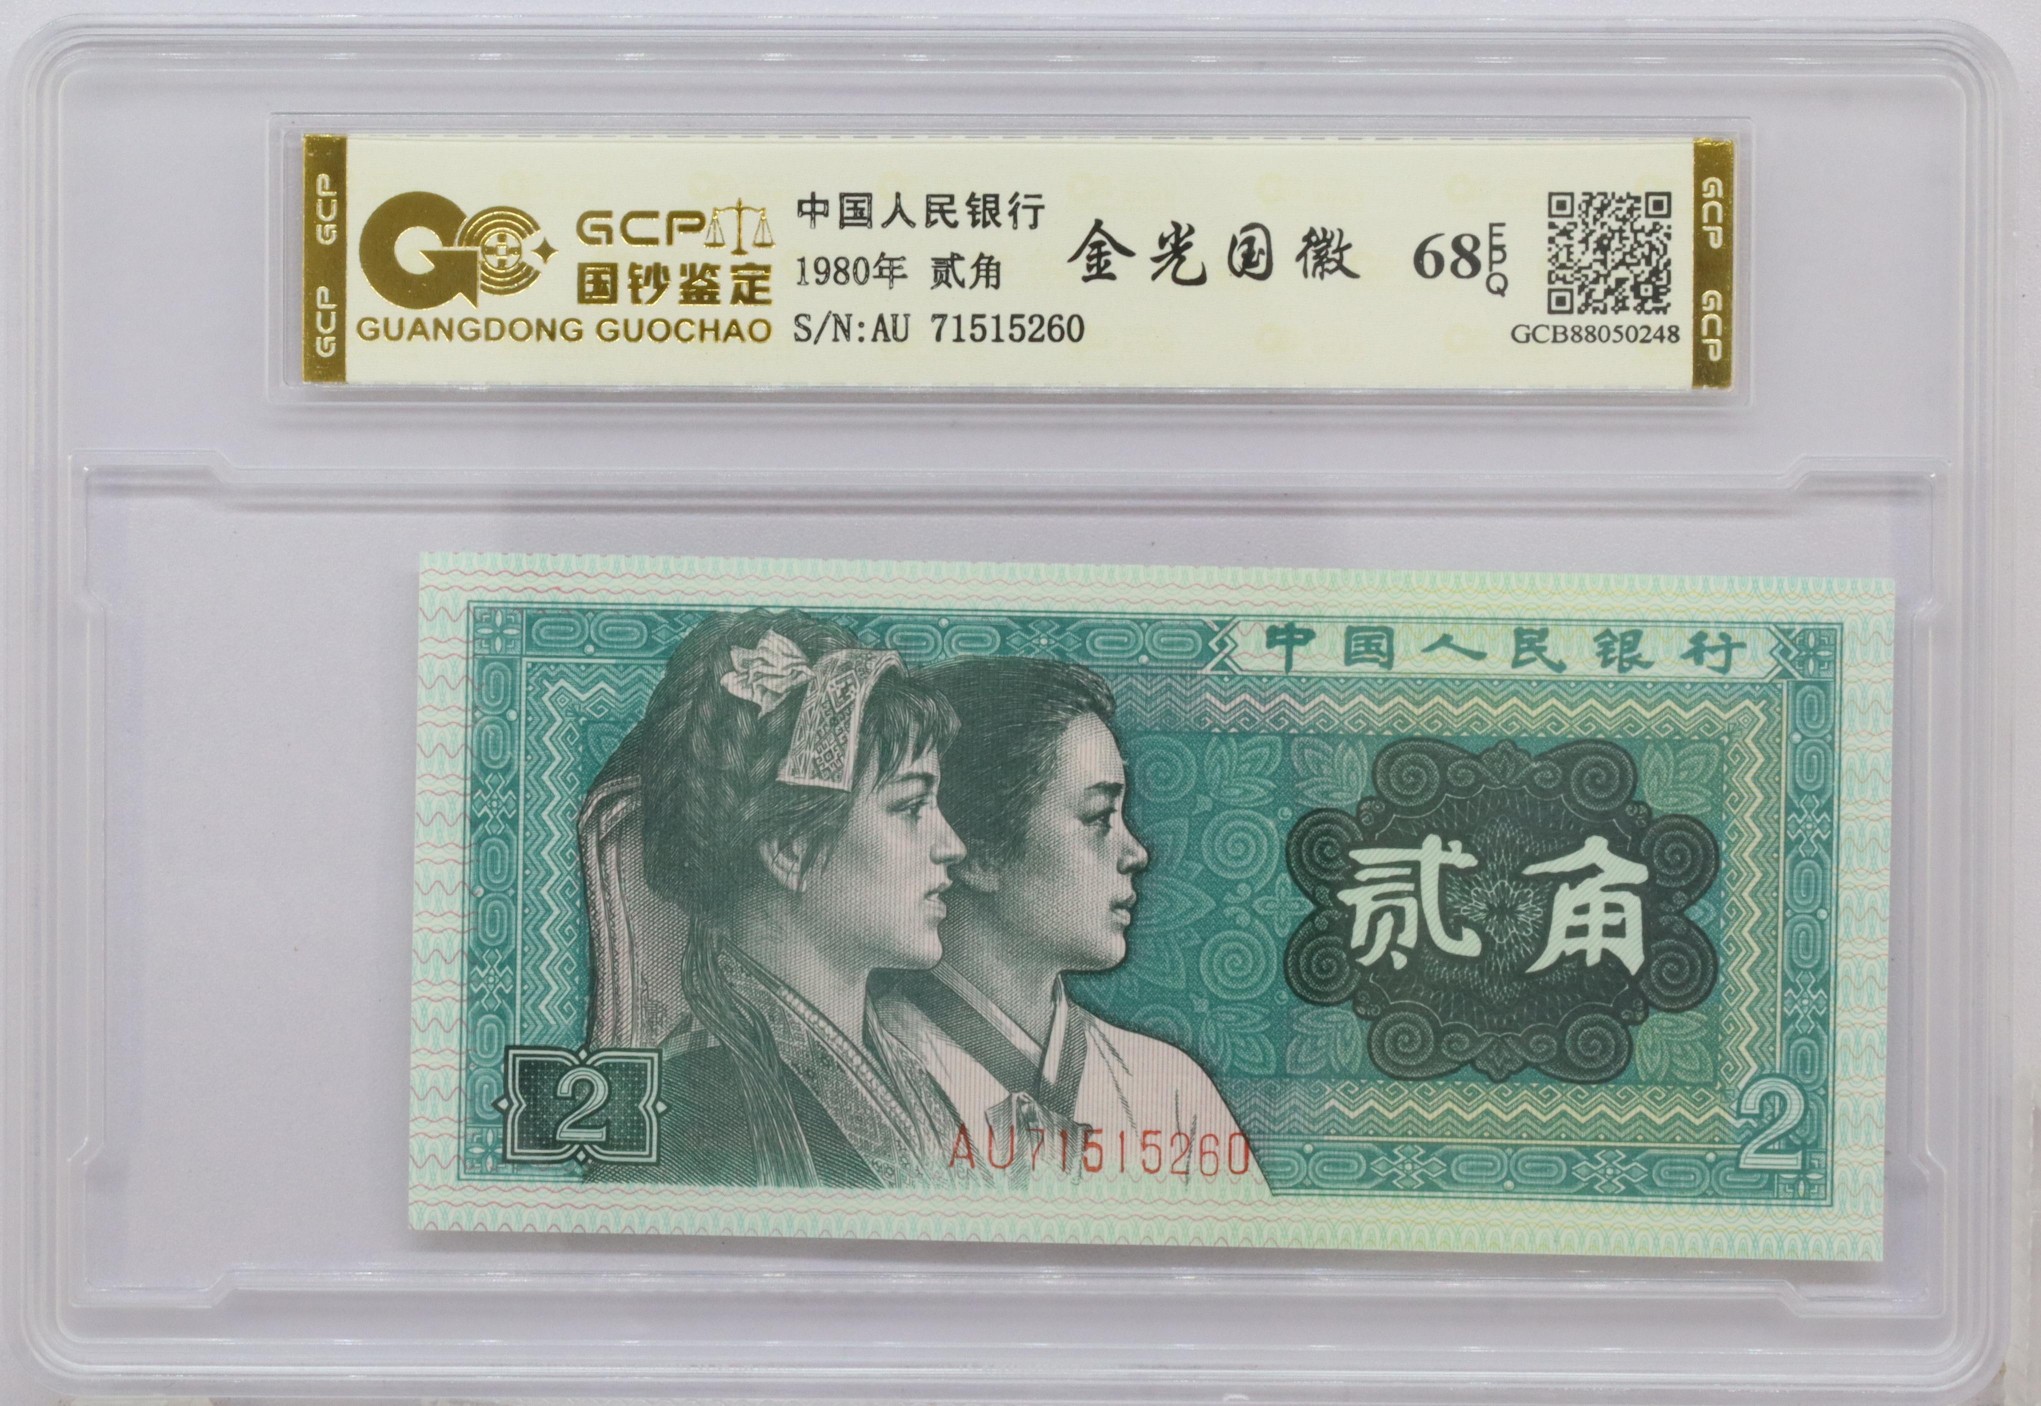 GCP
GCP
GCP
国钞鉴定
GUANGDONG GUOCHAO
中国人民银行
1980年 贰角
S/N:AU 71515260
金光国徽
68 EPQ
GCB88050248
GCP
GCP
中国人民银行
贰角
2
AU71515260
2